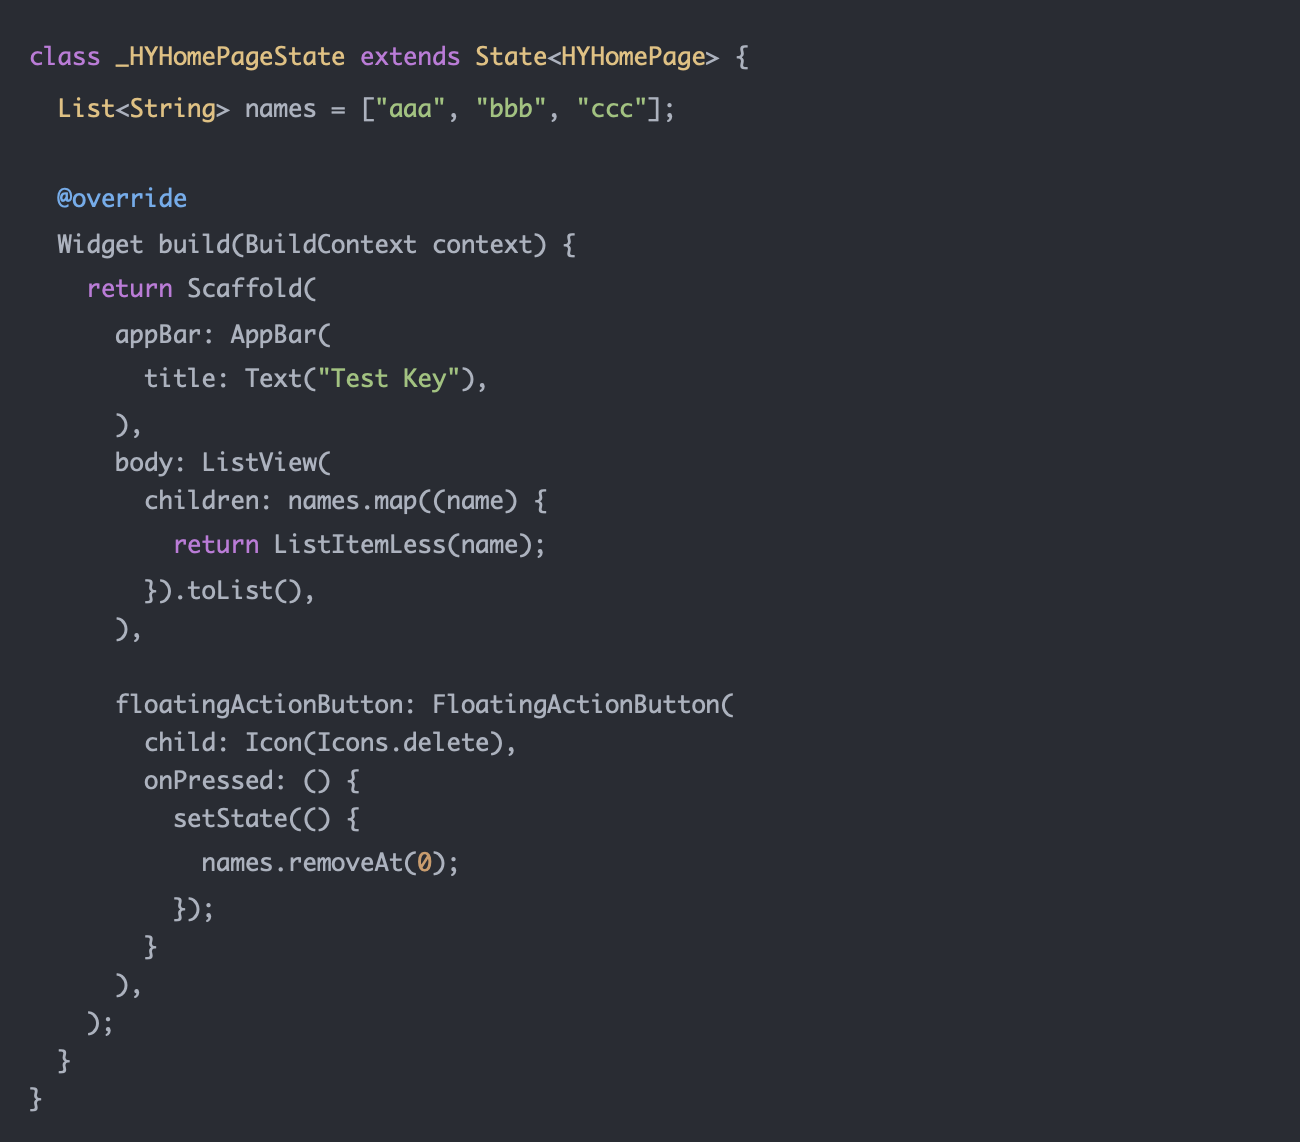 class _HYHomePageState extends State<HYHomePage> {
  List<String> names = ["aaa", "bbb", "ccc"];

  @override
  Widget build(BuildContext context) {
    return Scaffold(
      appBar: AppBar(
        title: Text("Test Key"),
      ),
      body: ListView(
        children: names.map((name) {
          return ListItemLess(name);
        }).toList(),
      ),

      floatingActionButton: FloatingActionButton(
        child: Icon(Icons.delete),
        onPressed: () {
          setState(() {
            names.removeAt(0);
          });
        }
      ),
    );
  }
}